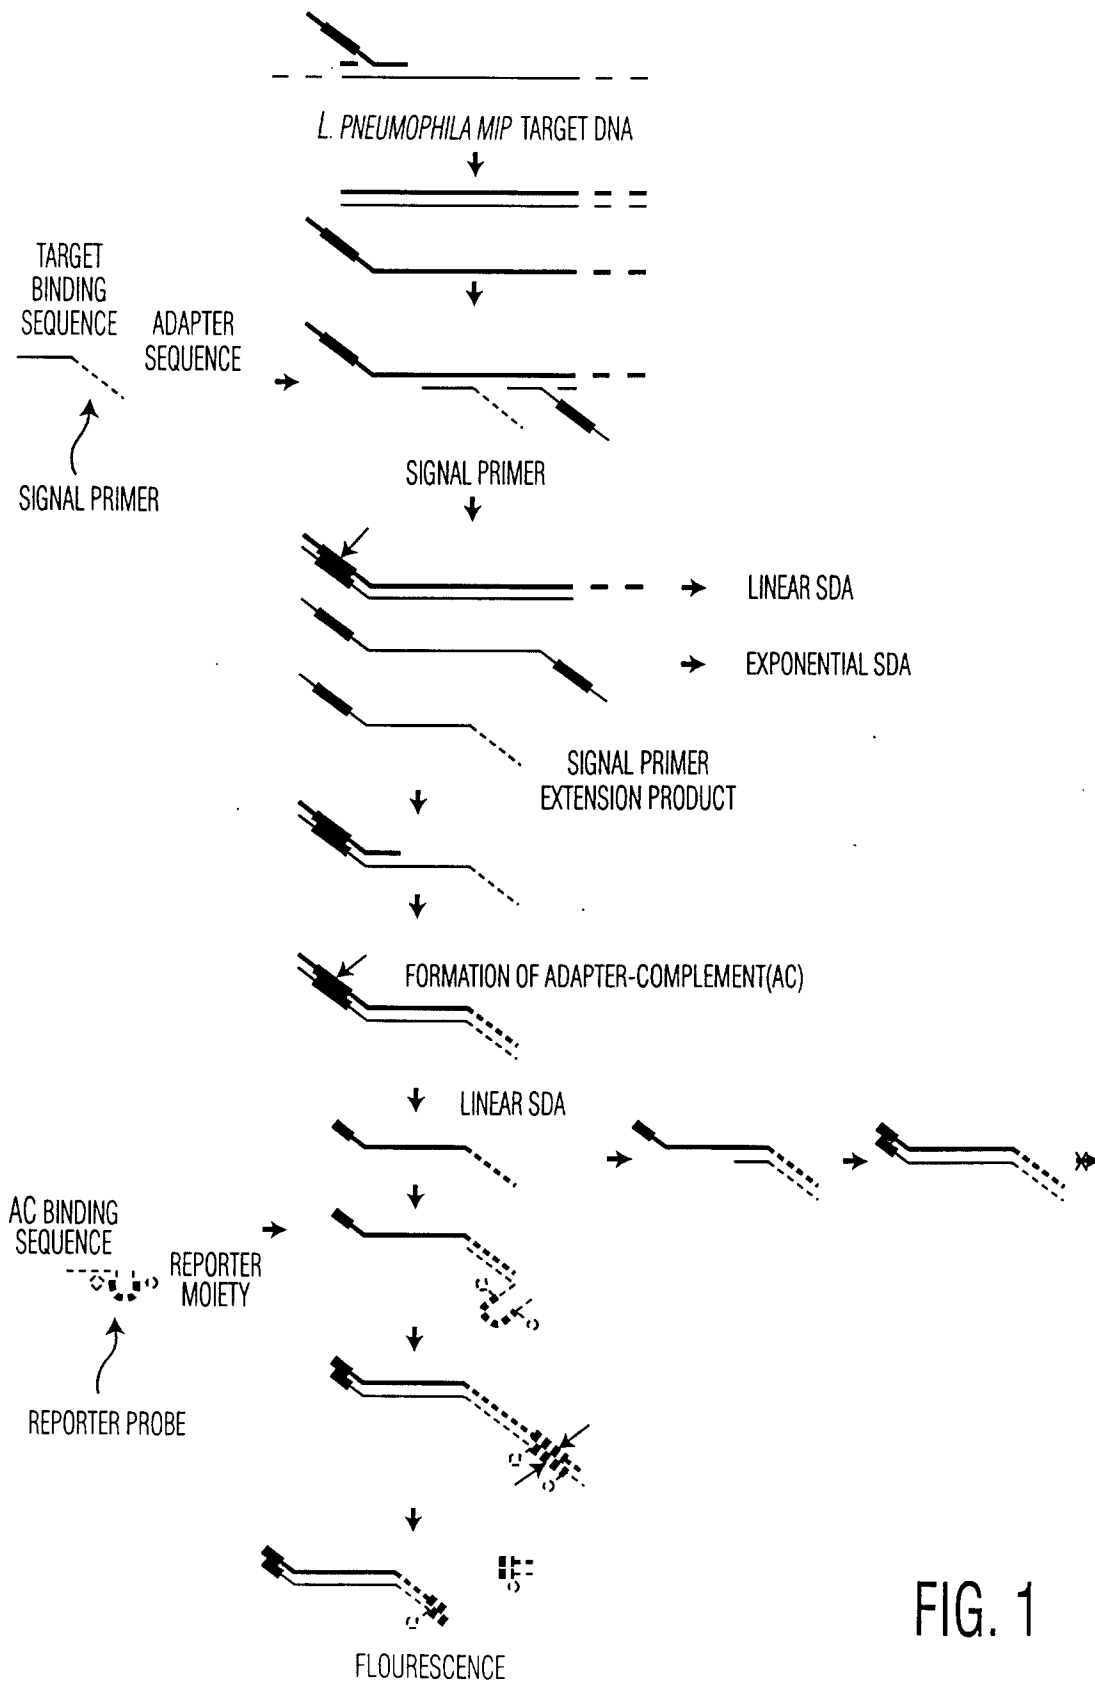 L. PNEUMOPHILA MIP TARGET DNA
TARGET
BINDING
SEQUENCE
ADAPTER
SEQUENCE
SIGNAL PRIMER
SIGNAL PRIMER
LINEAR SDA
EXPONENTIAL SDA
SIGNAL PRIMER
EXTENSION PRODUCT
FORMATION OF ADAPTER-COMPLEMENT(AC)
LINEAR SDA
AC BINDING
SEQUENCE
REPORTER
MOIETY
REPORTER PROBE
FLOURESCENCE
FIG. 1